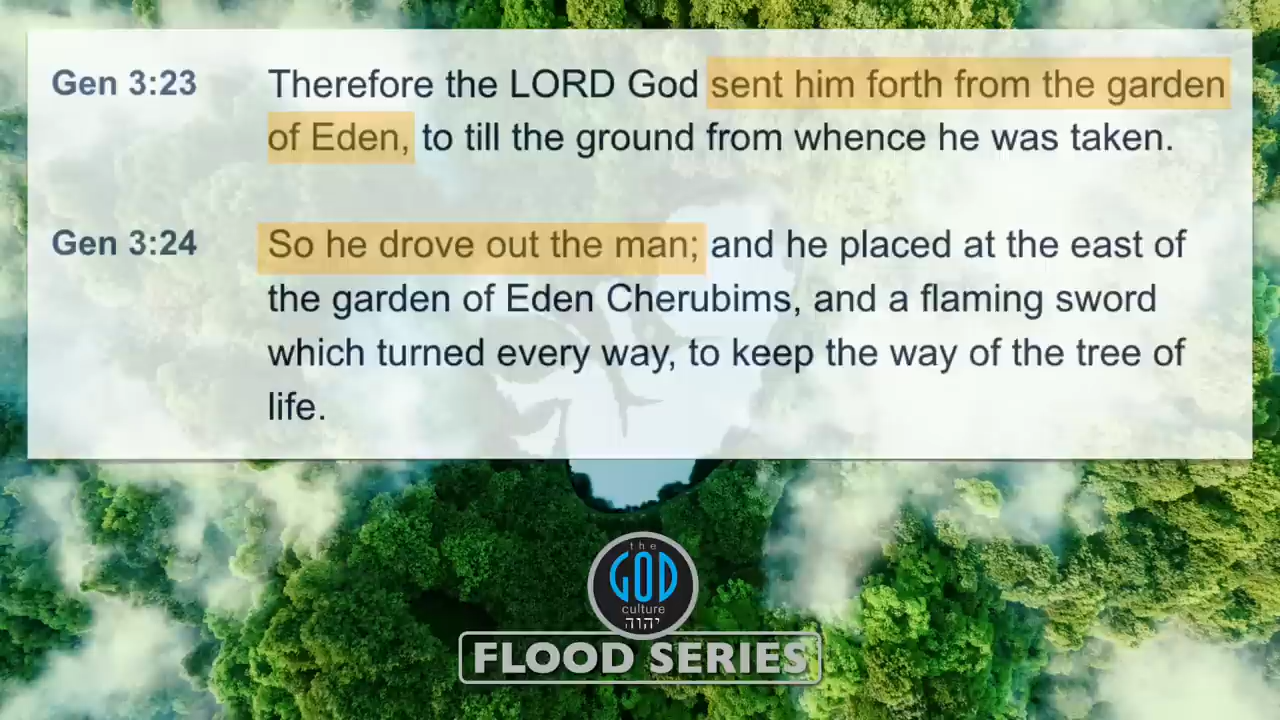 Gen 3:23 Therefore the LORD God sent him forth from the garden
of Eden, to till the ground from whence he was taken.
Gen 3:24 So he drove out the man; and he placed at the east of
the garden of Eden Cherubims, and a flaming sword
which turned every way, to keep the way of the tree of
life.
the
GOD
culture
יהוה
FLOOD SERIES